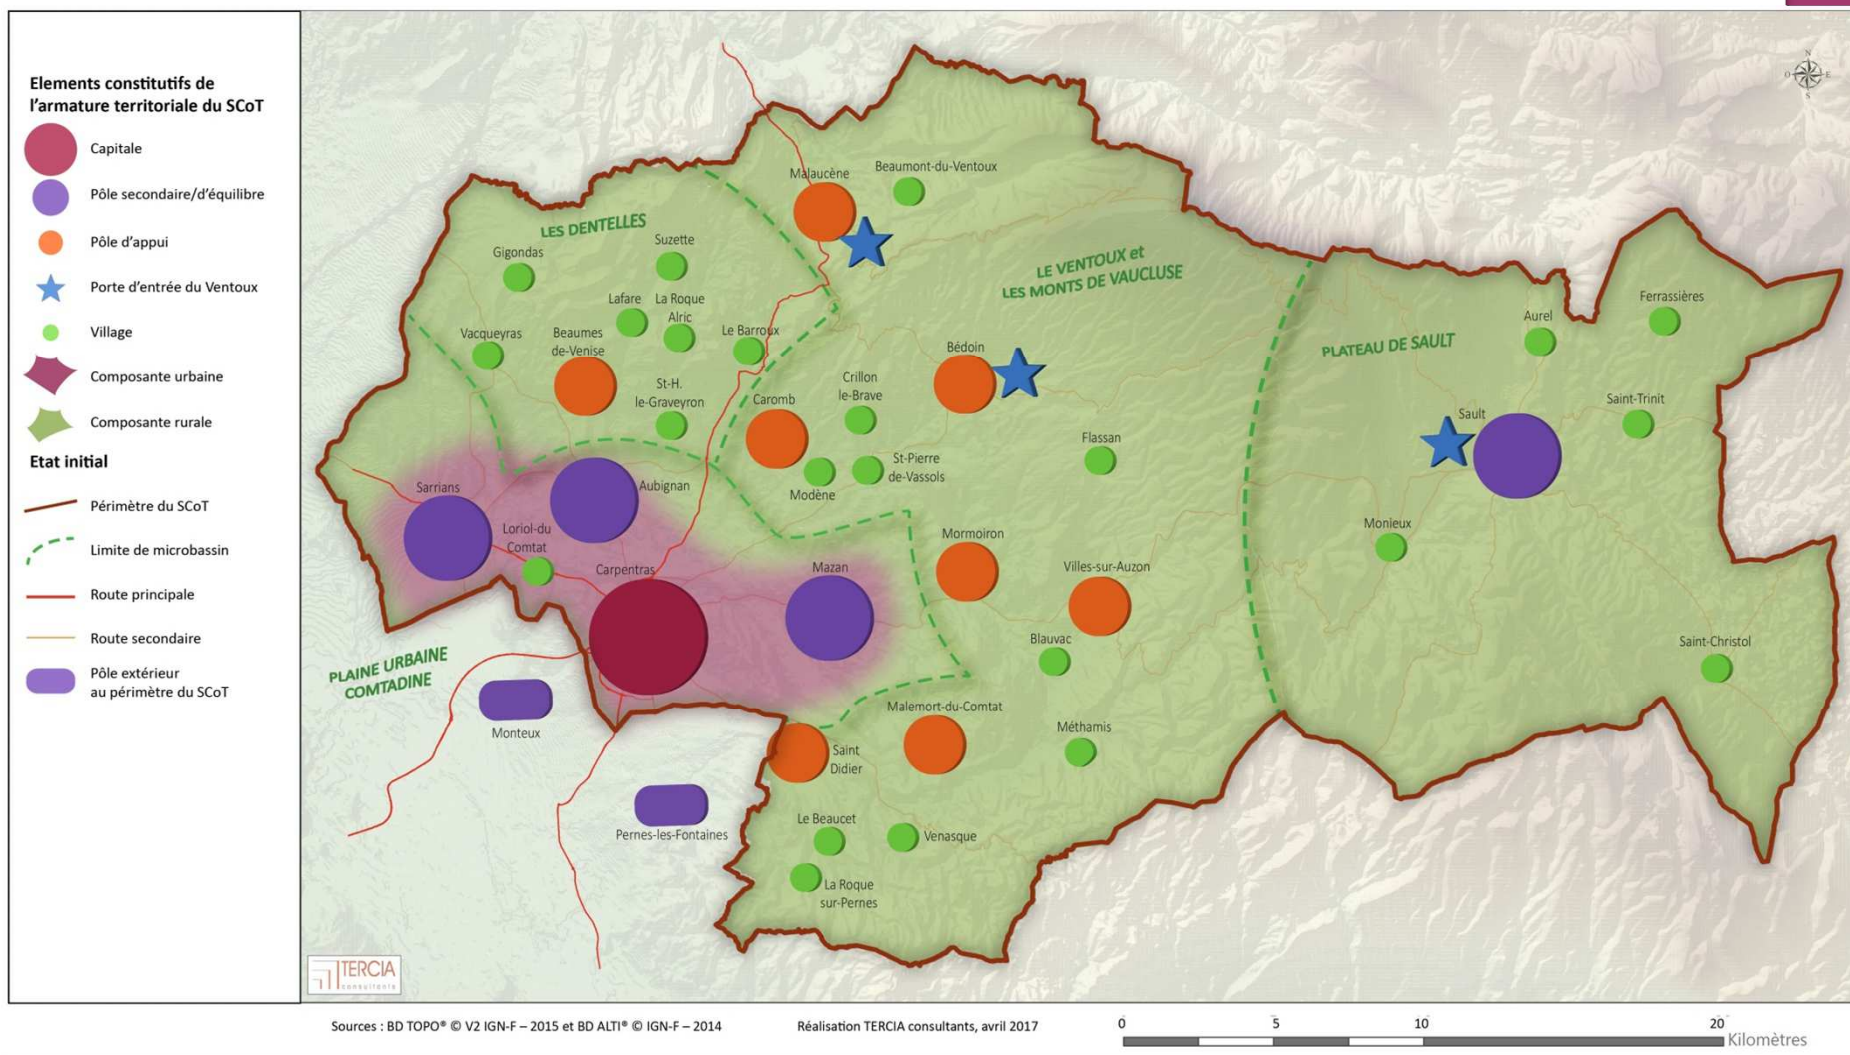 Elements constitutifs de
l'armature territoriale du SCoT
Capitale
Pôle secondaire/d'équilibre
Pôle d'appui
Porte d'entrée du Ventoux
Village
Composante urbaine
Composante rurale
Etat initial
Périmètre du SCoT
Limite de microbassin
Route principale
Route secondaire
Pôle extérieur
au périmètre du SCoT
N
O
E
S
Malaucène
Beaumont-du-Ventoux
LES DENTELLES
Gigondas
Suzette
LE VENTOUX et
LES MONTS DE VAUCLUSE
Lafare
La Roque
Alric
Le Barroux
Vacqueyras
Beaumes
de-Venise
St-H.
le-Graveyron
Caromb
Crillon
le-Brave
Bédoin
PLATEAU DE SAULT
Aurel
Ferrassières
Saint-Trinit
Sault
Flassan
St-Pierre
de-Vassols
Modène
Sarrians
Aubignan
Loriol-du
Comtat
Carpentras
Mazan
Mormoiron
Villes-sur-Auzon
Monieux
Blauvac
Saint-Christol
PLAINE URBAINE
COMTADINE
Monteux
Malemort-du-Comtat
Méthamis
Saint
Didier
Pernes-les-Fontaines
Le Beaucet
Venasque
La Roque
sur-Pernes
TERCIA
consultants
Sources : BD TOPO® © V2 IGN-F – 2015 et BD ALTI® © IGN-F – 2014
Réalisation TERCIA consultants, avril 2017
0
5
10
20
Kilomètres